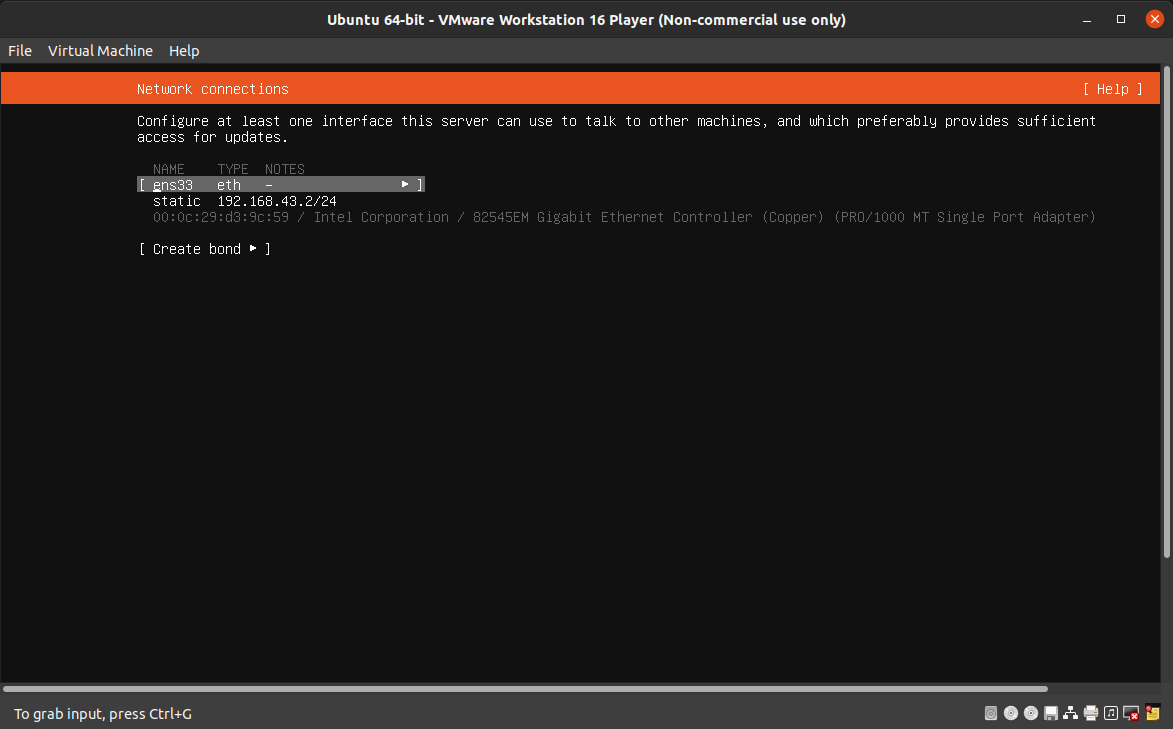 Ubuntu 64-bit - VMware Workstation 16 Player (Non-commercial use only)
File Virtual Machine Help
Network connections [ Help ]
Configure at least one interface this server can use to talk to other machines, and which preferably provides sufficient
access for updates.
NAME TYPE NOTES
[ ens33 eth - ▸ ]
static 192.168.43.2/24
00:0c:29:d3:9c:59 / Intel Corporation / 82545EM Gigabit Ethernet Controller (Copper) (PRO/1000 MT Single Port Adapter)
[ Create bond ▸ ]
To grab input, press Ctrl+G